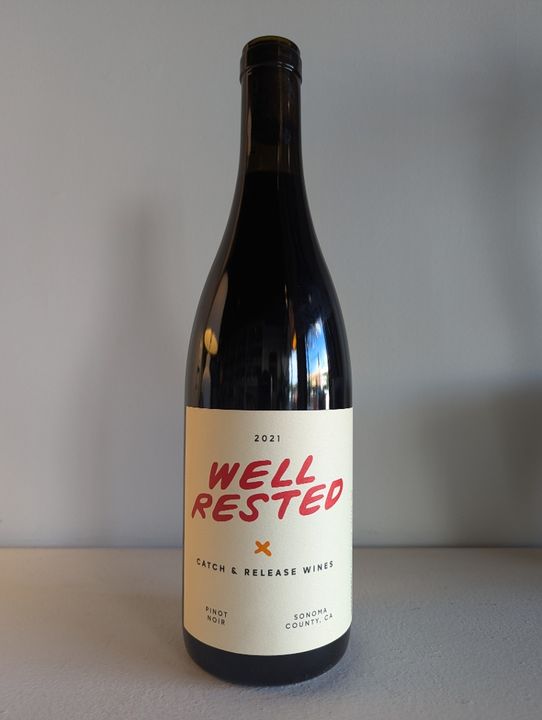 2021
WELL
RESTED
CATCH & RELEASE WINES
PINOT
NOIR
SONOMA
COUNTY, CA